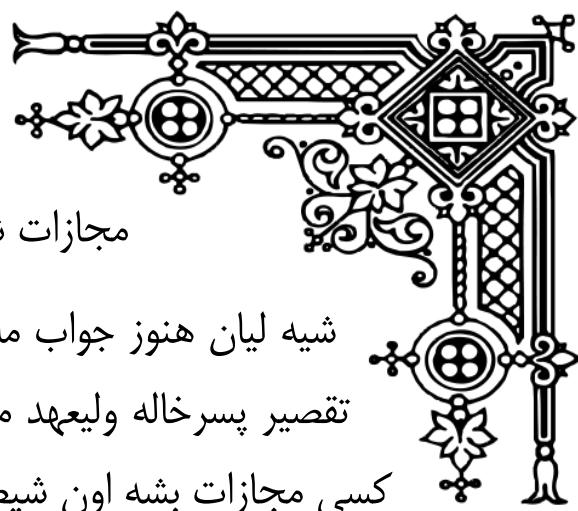 مجازات
شیه لیان هنوز جواب
تقصیر پسرخاله ولیعهد
کسی مجازات بشه اون